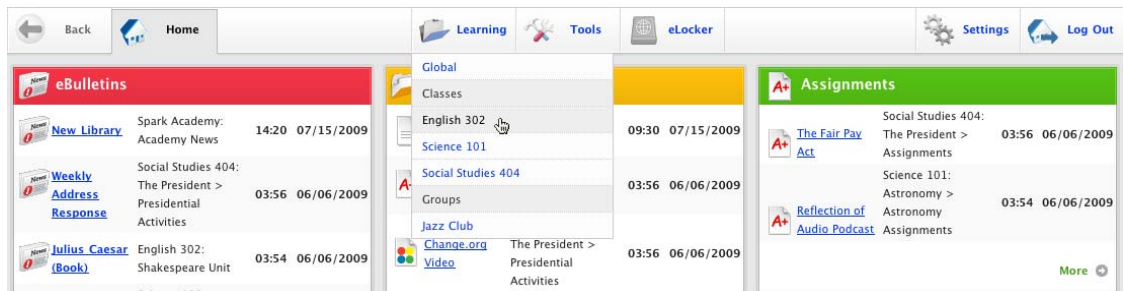 Back
Home
Learning
Tools
eLocker
Settings
Log Out
eBulletins
New Library
Spark Academy:
Academy News
14:20 07/15/2009
Weekly
Address
Response
Social Studies 404:
The President >
Presidential
Activities
03:56 06/06/2009
Julius Caesar
(Book)
English 302:
Shakespeare Unit
03:54 06/06/2009
Global
Classes
English 302
Science 101
Social Studies 404
Groups
Jazz Club
09:30 07/15/2009
03:56 06/06/2009
Change.org
Video
The President >
Presidential
Activities
03:56 06/06/2009
Assignments
The Fair Pay
Act
Social Studies 404:
The President >
Assignments
03:56 06/06/2009
Reflection of
Audio Podcast
Science 101:
Astronomy >
Astronomy
Assignments
03:54 06/06/2009
More